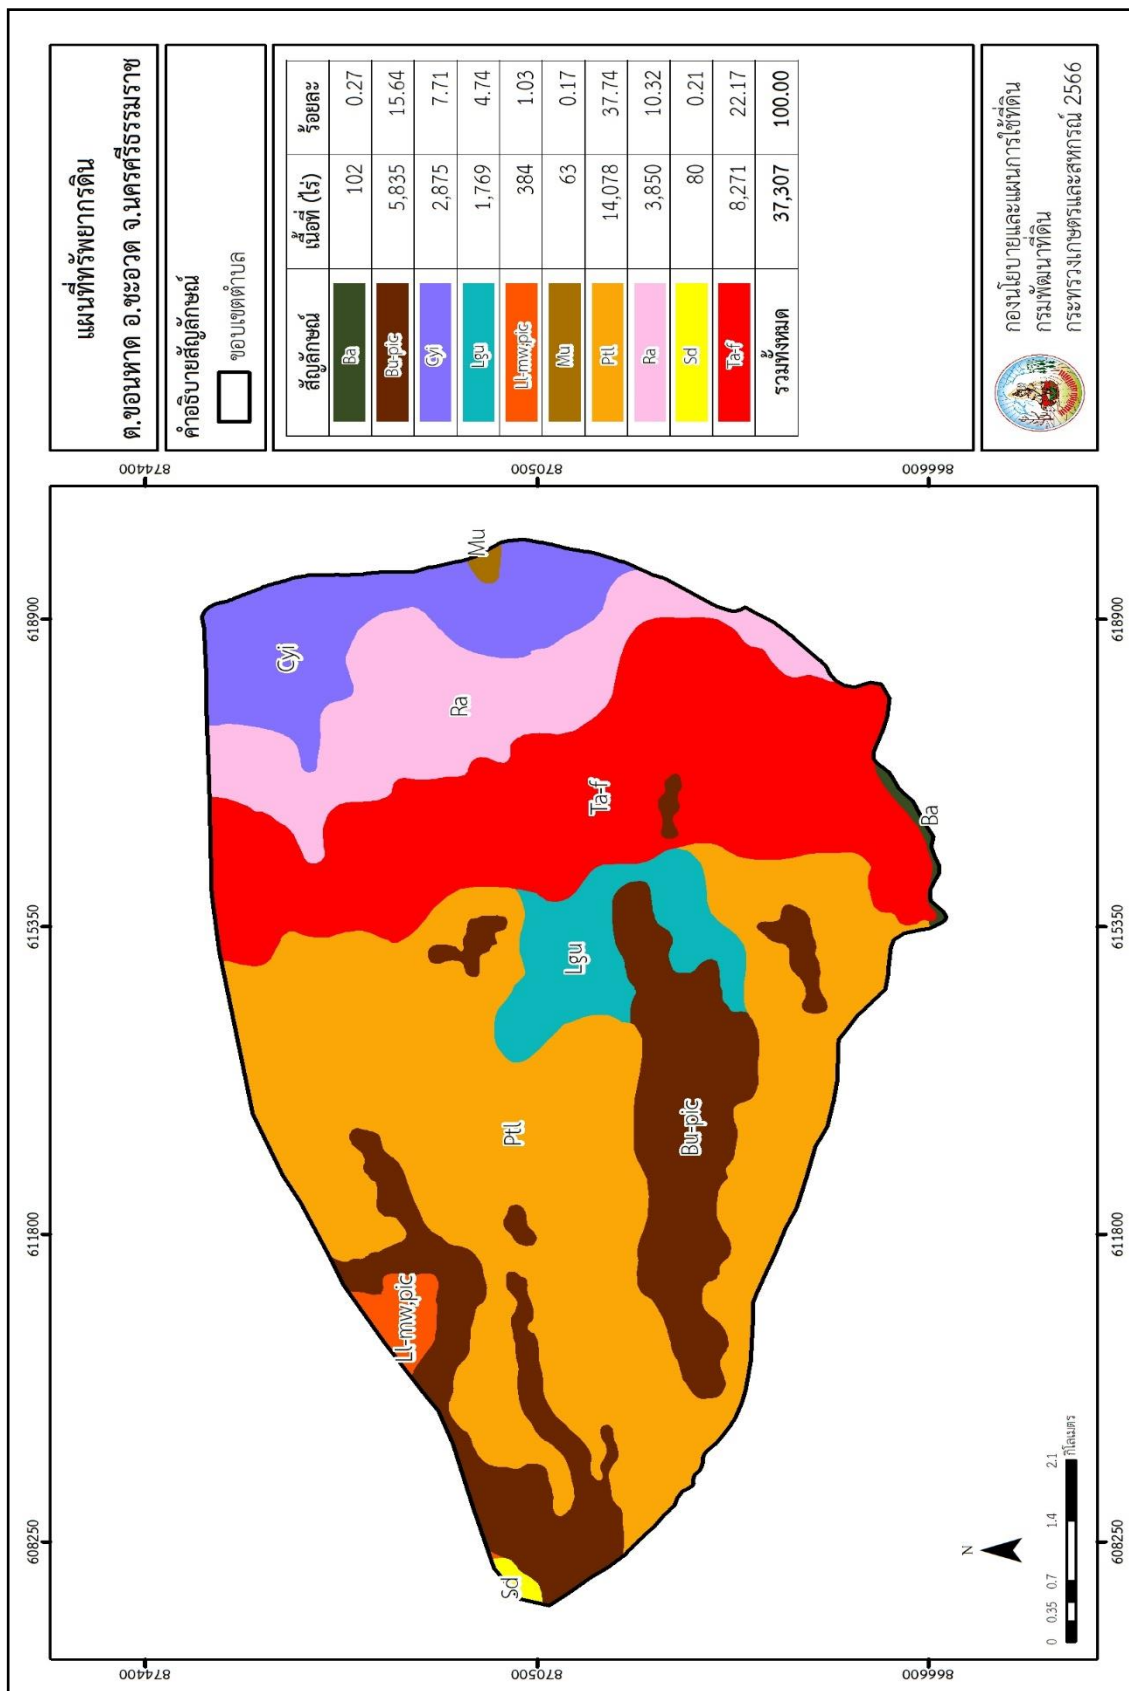 แผนที่ทรัพยากรดิน
ต.ขอนหาด อ.ชะอวด จ.นครศรีธรรมราช
คำอธิบายสัญลักษณ์
ขอบเขตตำบล
สัญลักษณ์ เนื้อที่ (ไร่) ร้อยละ
Ba 102 0.27
Bu-pic 5,835 15.64
Cyi 2,875 7.71
Lgu 1,769 4.74
Ll-mw,pic 384 1.03
Mu 63 0.17
Ptl 14,078 37.74
Ra 3,850 10.32
Sd 80 0.21
Ta-f 8,271 22.17
รวมทั้งหมด 37,307 100.00
กองนโยบายและแผนการใช้ที่ดิน
กรมพัฒนาที่ดิน
กระทรวงเกษตรและสหกรณ์ 2566
608250 611800 615350 618900
874400 874400
870500 870500
866600 866600
608250 611800 615350 618900
Cyi
Mu
Ra
Ta-f
Ba
Lgu
Ptl
Bu-pic
Ll-mw,pic
Sd
N
0 0.35 0.7 1.4 2.1
กิโลเมตร